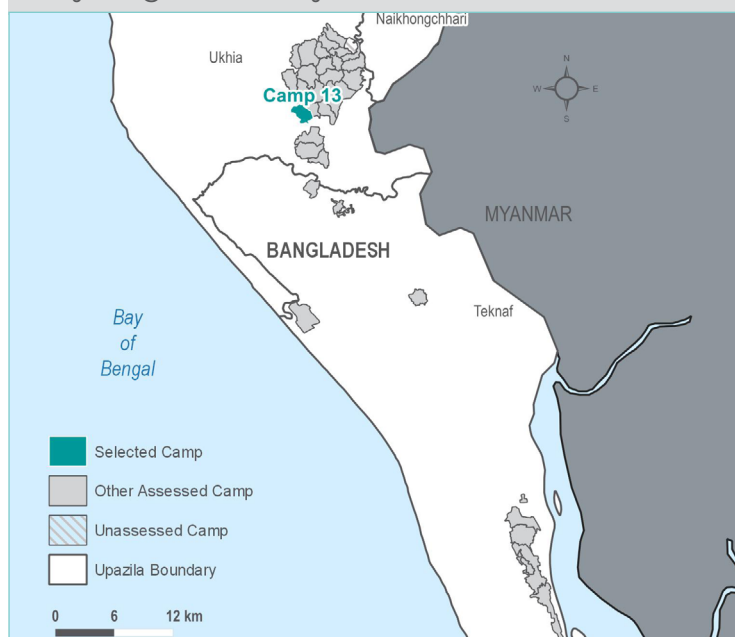 Naikhongchhari
Ukhia
Camp 13
N
W
E
S
MYANMAR
BANGLADESH
Teknaf
Bay
of
Bengal
Selected Camp
Other Assessed Camp
Unassessed Camp
Upazila Boundary
0 6 12 km